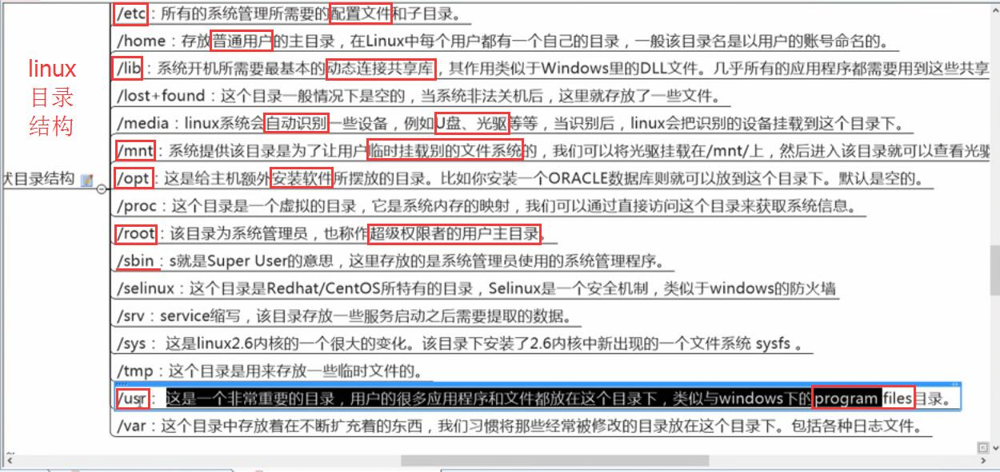 linux
目录
结构
状目录结构
/etc：所有的系统管理所需要的配置文件和子目录。
/home：存放普通用户的主目录，在Linux中每个用户都有一个自己的目录，一般该目录名是以用户的账号命名的。
/lib：系统开机所需要最基本的动态连接共享库，其作用类似于Windows里的DLL文件。几乎所有的应用程序都需要用到这些共享
/lost+found：这个目录一般情况下是空的，当系统非法关机后，这里就存放了一些文件。
/media：linux系统会自动识别一些设备，例如U盘、光驱等等，当识别后，linux会把识别的设备挂载到这个目录下。
/mnt：系统提供该目录是为了让用户临时挂载别的文件系统的，我们可以将光驱挂载在/mnt/上，然后进入该目录就可以查看光驱
/opt：这是给主机额外安装软件所摆放的目录。比如你安装一个ORACLE数据库则就可以放到这个目录下。默认是空的。
/proc：这个目录是一个虚拟的目录，它是系统内存的映射，我们可以通过直接访问这个目录来获取系统信息。
/root：该目录为系统管理员，也称作超级权限者的用户主目录。
/sbin：s就是Super User的意思，这里存放的是系统管理员使用的系统管理程序。
/selinux：这个目录是Redhat/CentOS所特有的目录，Selinux是一个安全机制，类似于windows的防火墙
/srv：service缩写，该目录存放一些服务启动之后需要提取的数据。
/sys： 这是linux2.6内核的一个很大的变化。该目录下安装了2.6内核中新出现的一个文件系统 sysfs 。
/tmp：这个目录是用来存放一些临时文件的。
/usr： 这是一个非常重要的目录，用户的很多应用程序和文件都放在这个目录下，类似与windows下的program files目录。
/var：这个目录中存放着在不断扩充着的东西，我们习惯将那些经常被修改的目录放在这个目录下。包括各种日志文件。